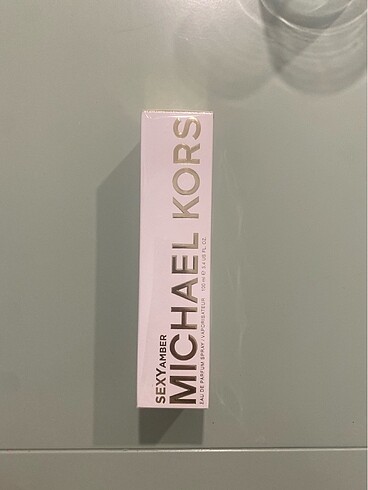 SEXY AMBER
MICHAEL KORS
EAU DE PARFUM SPRAY / VAPORISATEUR 100 ml ℮ 3.4 US FL OZ